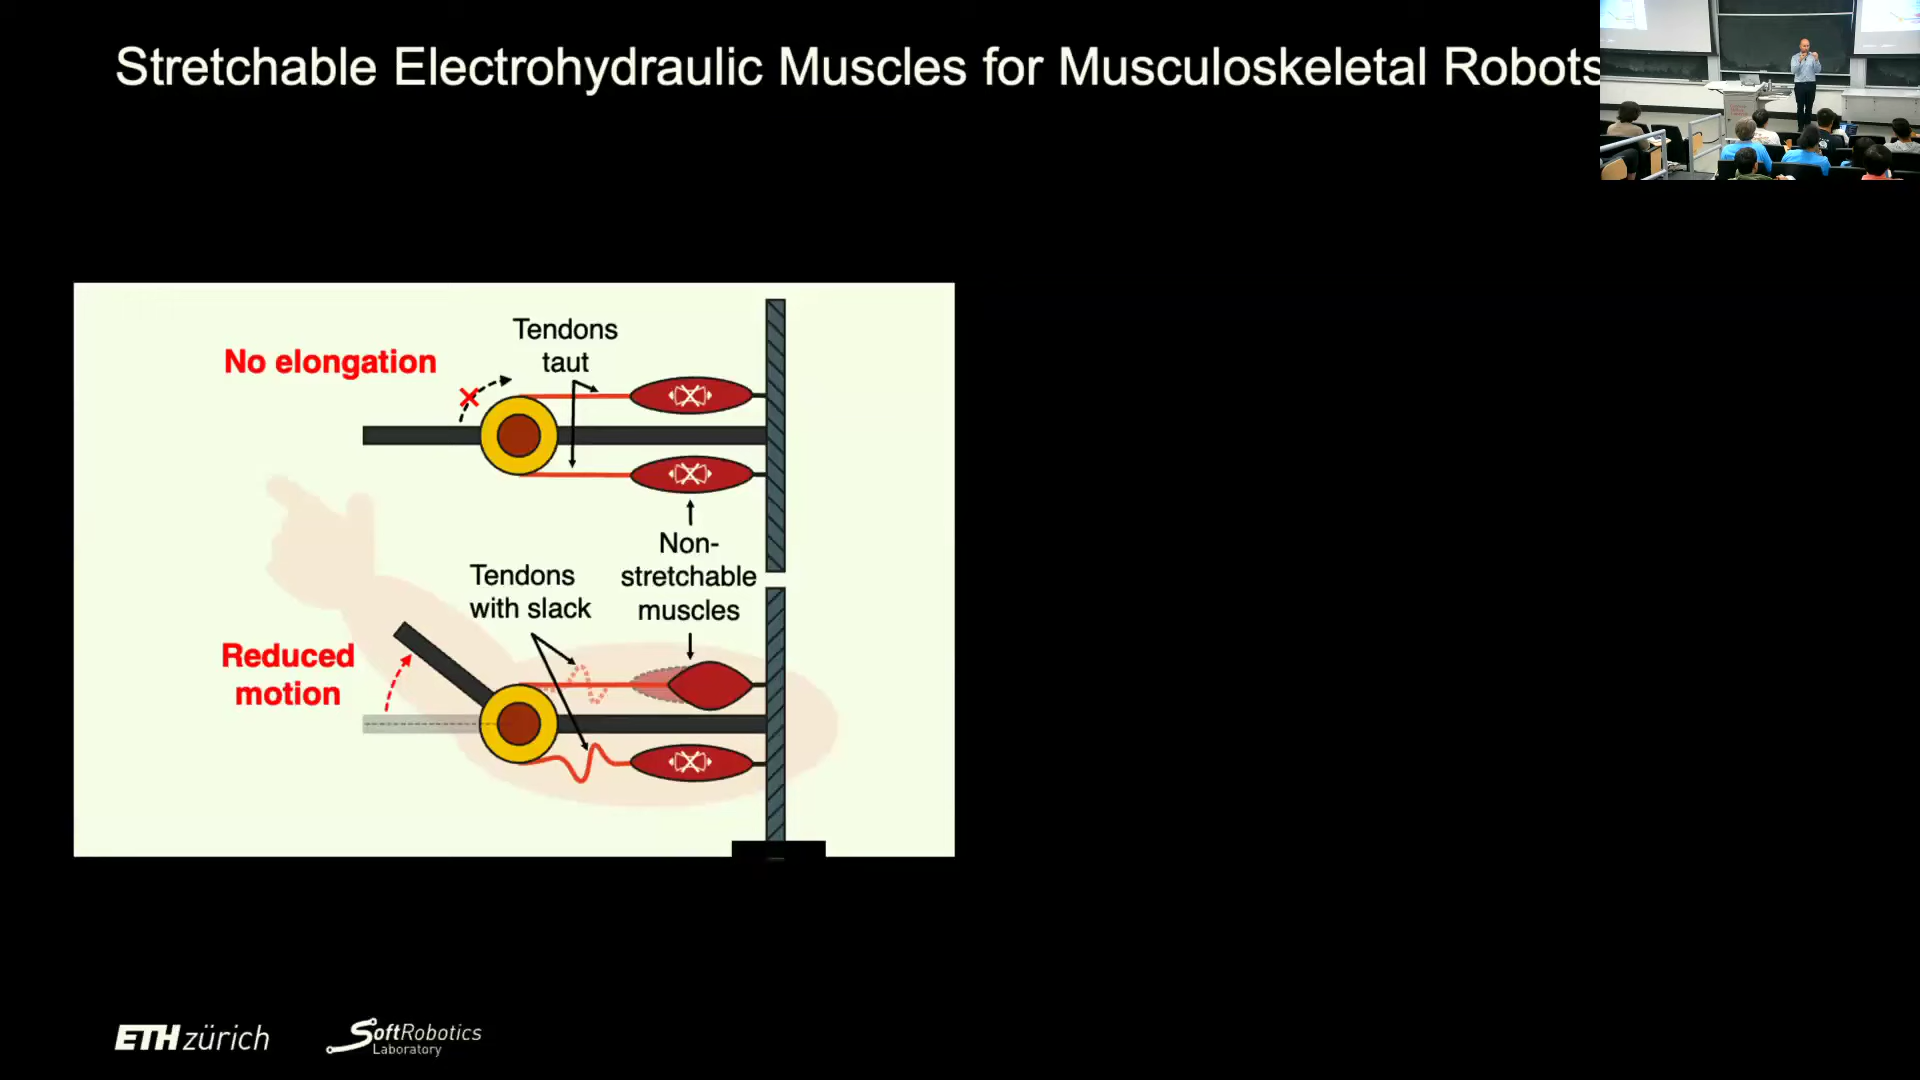 Stretchable Electrohydraulic Muscles for Musculoskeletal Robots
No elongation
Tendons
taut
Non-
stretchable
muscles
Tendons
with slack
Reduced
motion
ETH zürich
SoftRobotics
Laboratory